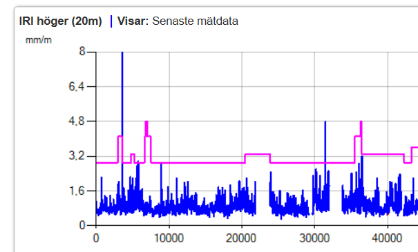 IRI höger (20m) | Visar: Senaste mätdata
mm/m
8
6,4
4,8
3,2
1,6
0
0 10000 20000 30000 40000